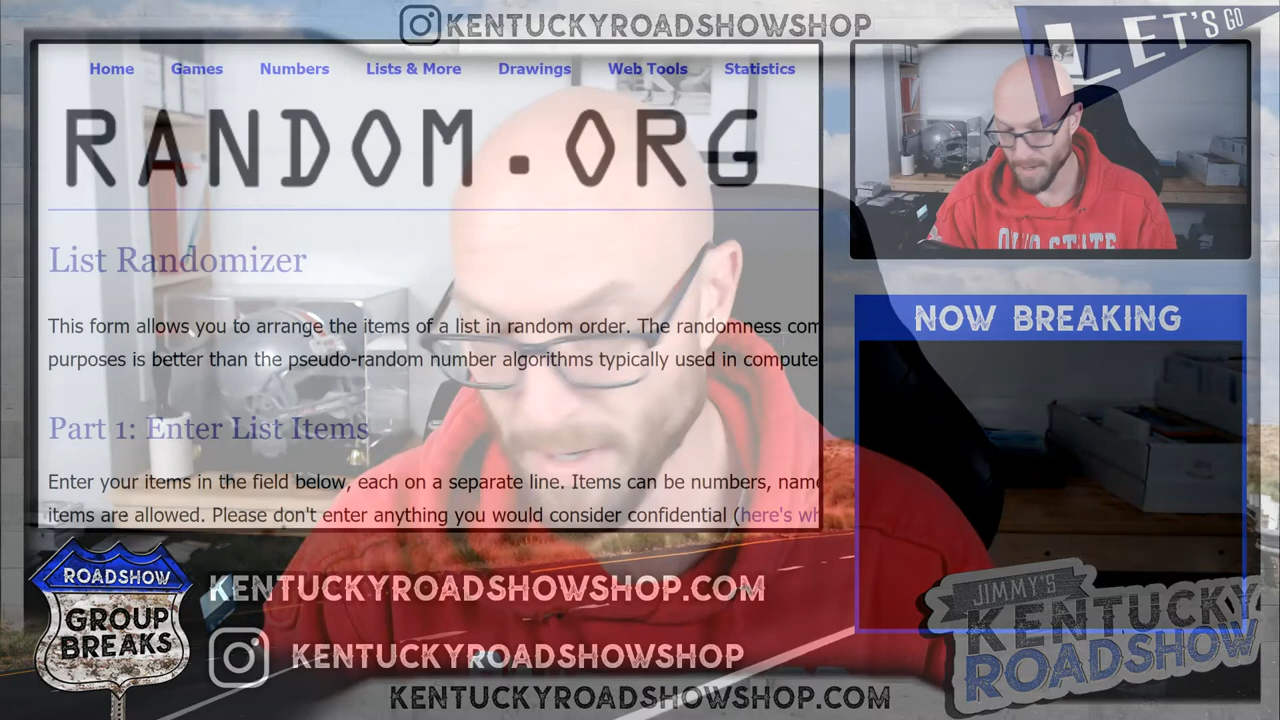 KENTUCKYROADSHOWSHOP
LET'S GO
Home Games Numbers Lists & More Drawings Web Tools Statistics
RANDOM.ORG
List Randomizer
This form allows you to arrange the items of a list in random order. The randomness com
purposes is better than the pseudo-random number algorithms typically used in compute
Part 1: Enter List Items
Enter your items in the field below, each on a separate line. Items can be numbers, name
items are allowed. Please don't enter anything you would consider confidential (here's wh
OHIO STATE
NOW BREAKING
ROADSHOW
GROUP
BREAKS
KENTUCKYROADSHOWSHOP.COM
KENTUCKYROADSHOWSHOP
KENTUCKYROADSHOWSHOP.COM
JIMMY'S
KENTUCKY
ROADSHOW